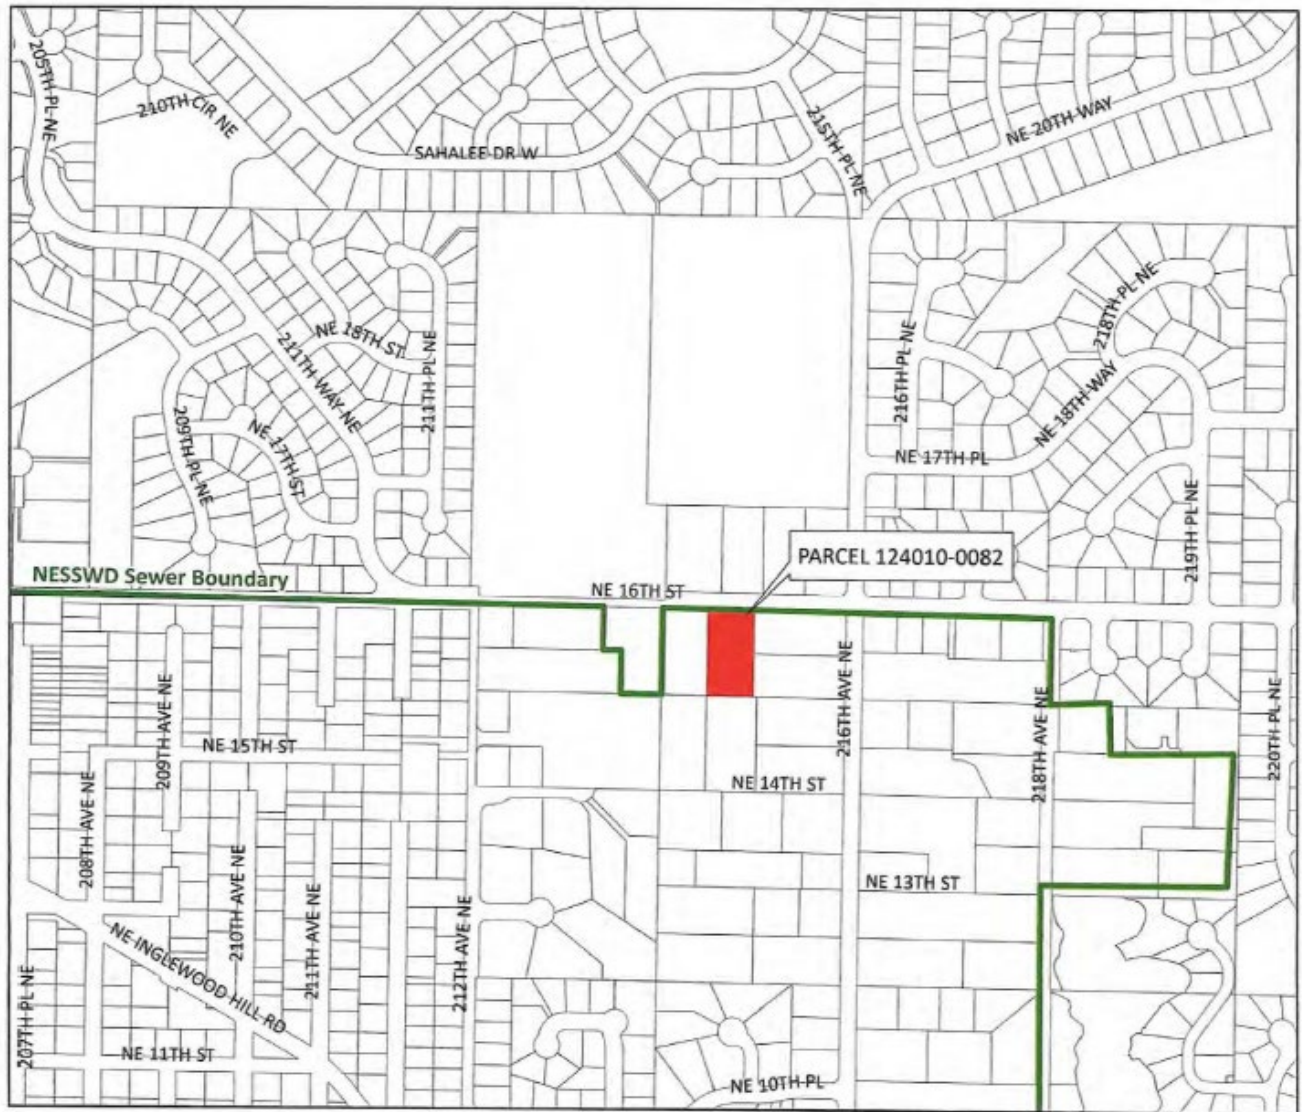 205TH PL NE
210TH CIR NE
SAHALEE DR W
215TH PL NE
NE 20TH WAY
NE 18TH ST
211TH WAY NE
211TH PL NE
209TH PL NE
NE 17TH ST
216TH PL NE
218TH PL NE
NE 18TH WAY
NE 17TH PL
219TH PL NE
PARCEL 124010-0082
NESSWD Sewer Boundary
NE 16TH ST
209TH AVE NE
NE 15TH ST
208TH AVE NE
216TH AVE NE
218TH AVE NE
220TH PL NE
NE 14TH ST
NE 13TH ST
210TH AVE NE
211TH AVE NE
212TH AVE NE
NE INGLEWOOD HILL RD
207TH PL NE
NE 11TH ST
NE 10TH PL